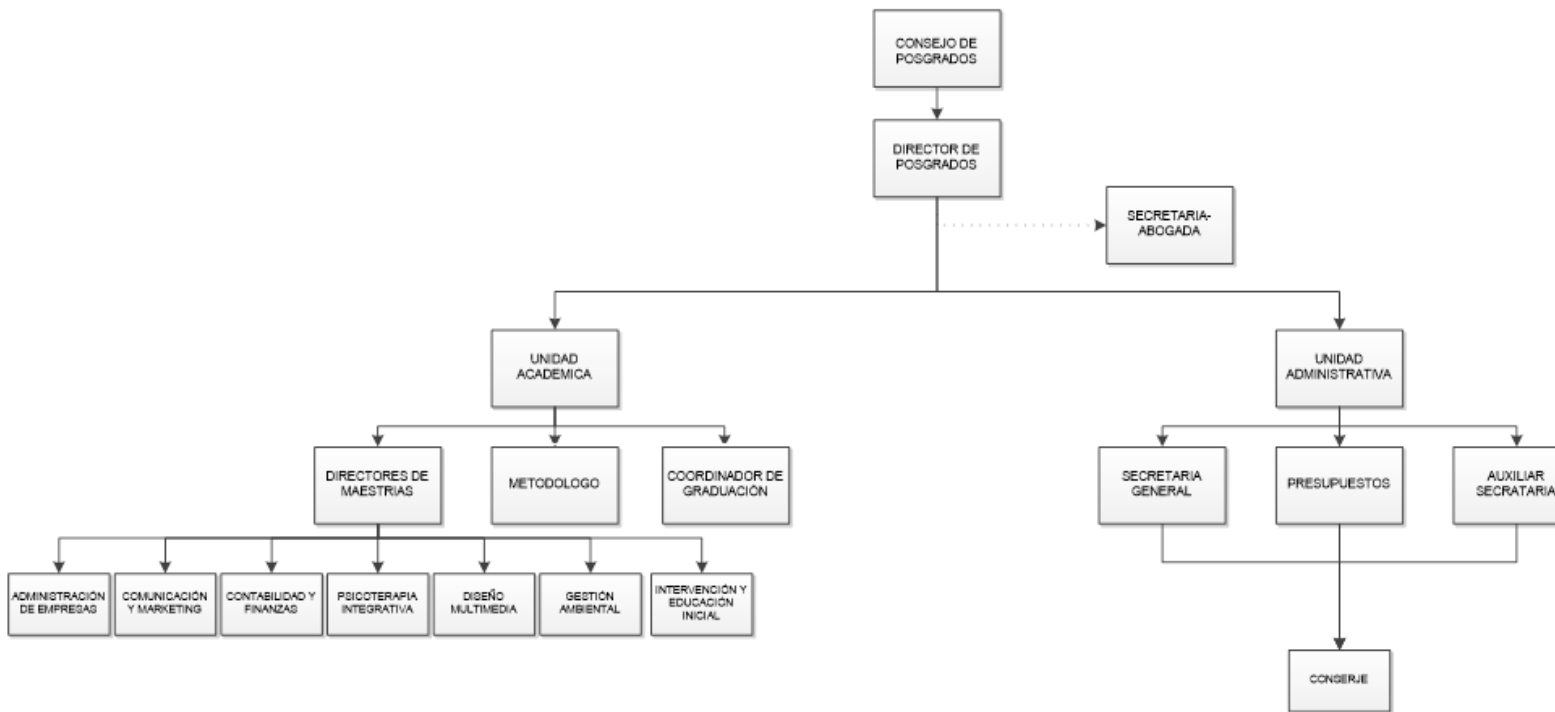 CONSEJO DE
POSGRADOS
DIRECTOR DE
POSGRADOS
SECRETARIA-
ABOGADA
UNIDAD
ACADEMICA
UNIDAD
ADMINISTRATIVA
DIRECTORES DE
MAESTRIAS
METODOLOGO
COORDINADOR DE
GRADUACIÓN
SECRETARIA
GENERAL
PRESUPUESTOS
AUXILIAR
SECRATARIA
ADMINISTRACIÓN
DE EMPRESAS
COMUNICACIÓN
Y MARKETING
CONTABILIDAD Y
FINANZAS
PSICOTERAPIA
INTEGRATIVA
DISEÑO
MULTIMEDIA
GESTIÓN
AMBIENTAL
INTERVENCIÓN Y
EDUCACIÓN
INICIAL
CONSERJE